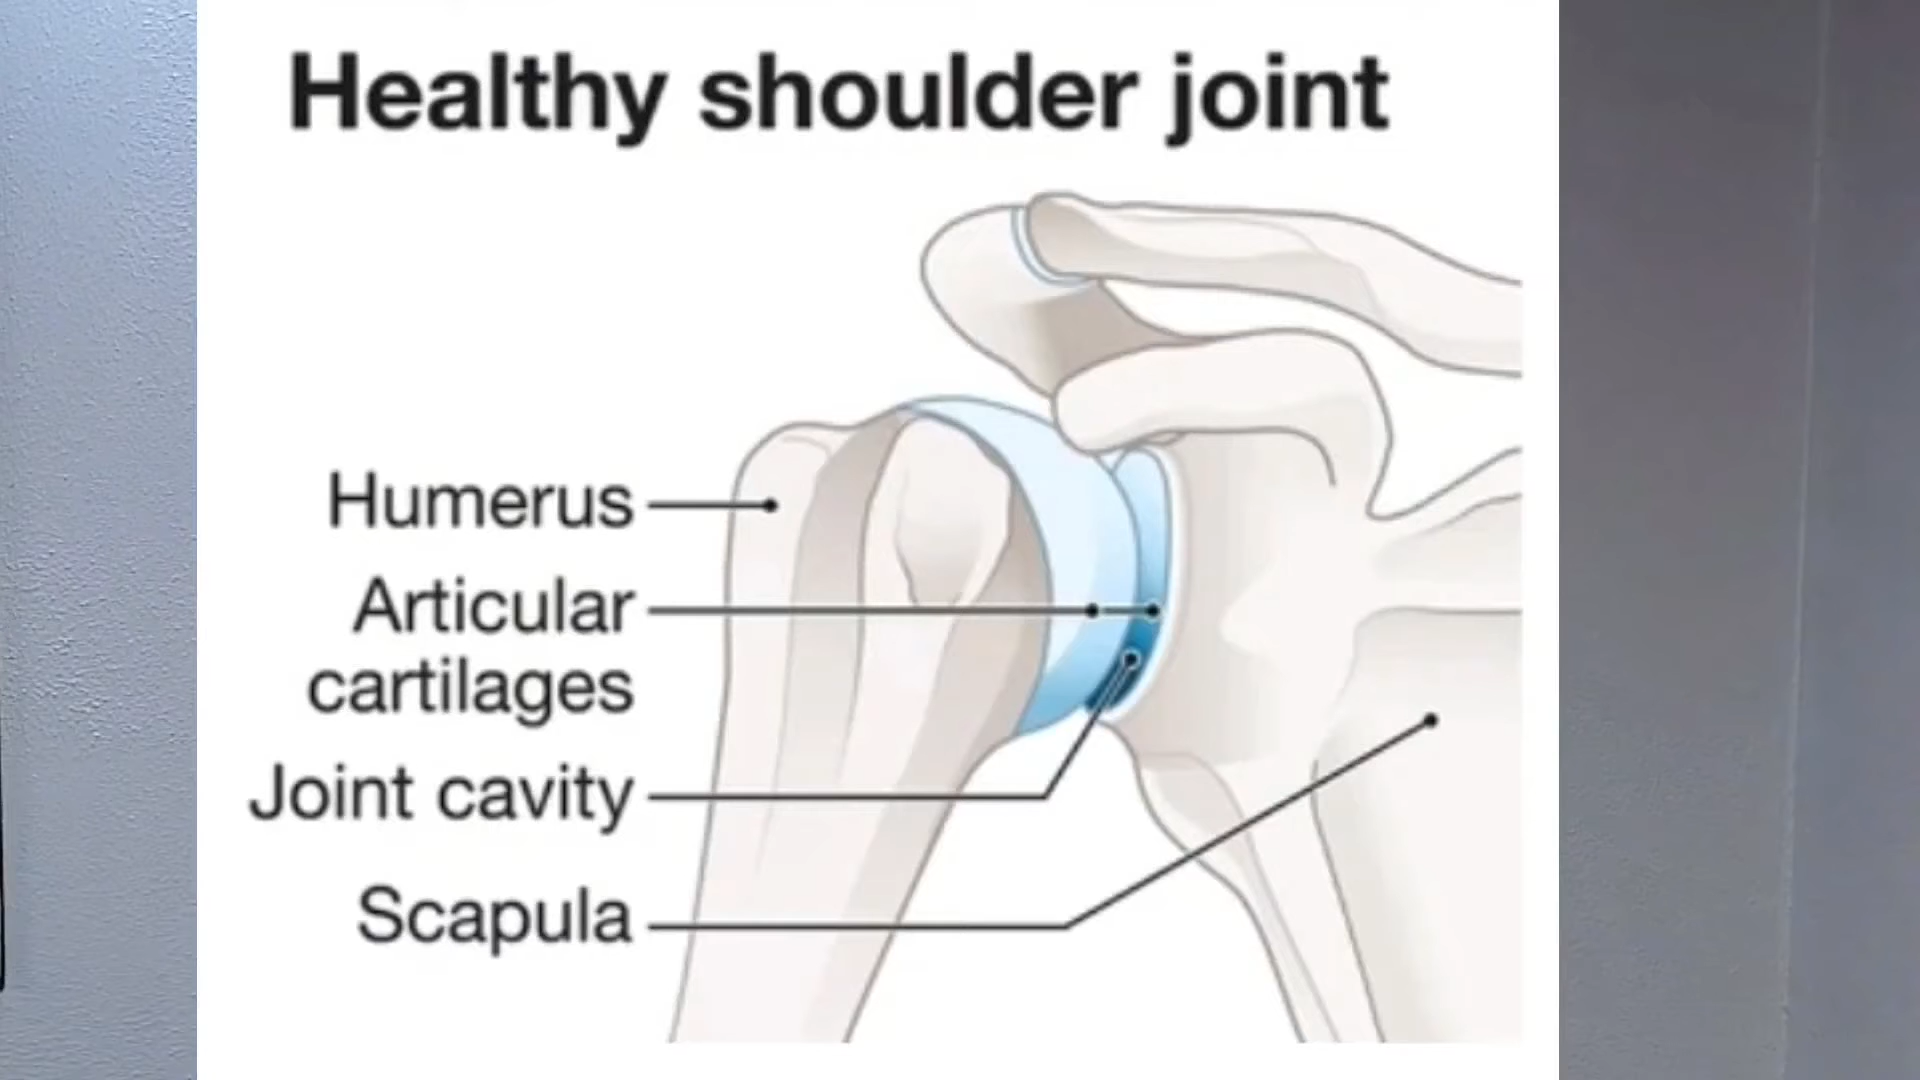 Healthy shoulder joint
Humerus
Articular
cartilages
Joint cavity
Scapula